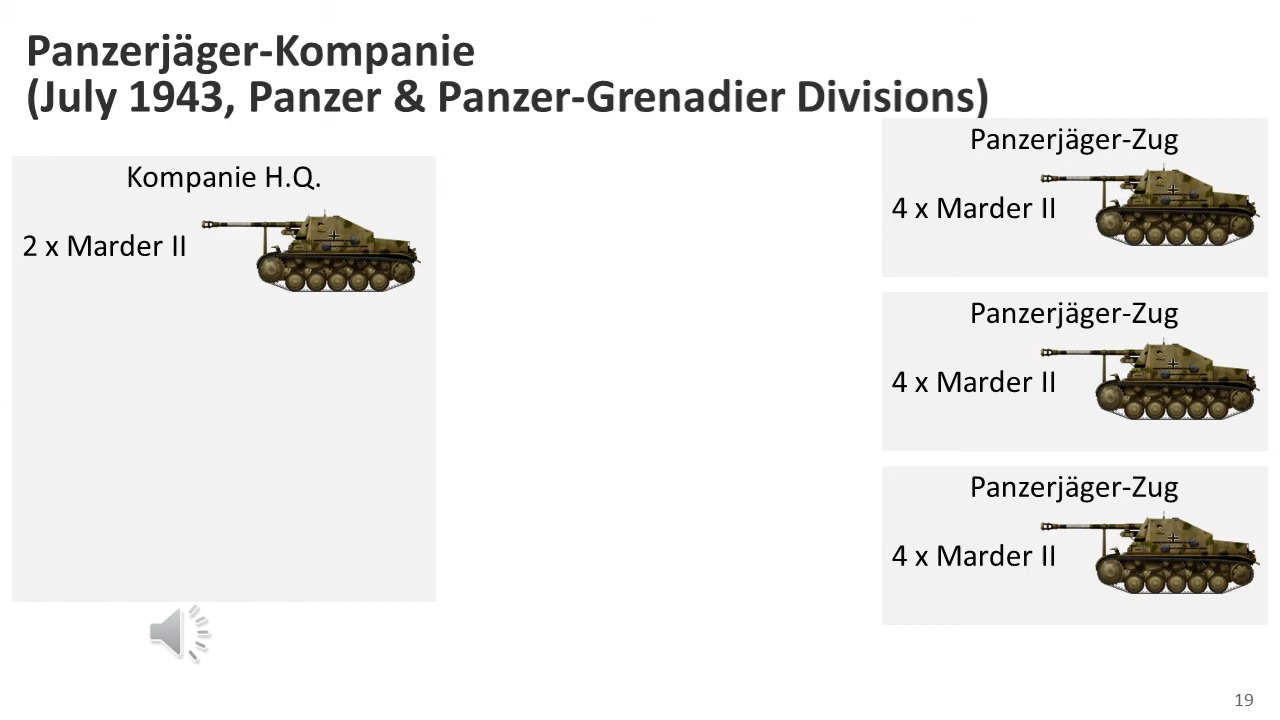 Panzerjäger-Kompanie
(July 1943, Panzer & Panzer-Grenadier Divisions)
Kompanie H.Q.
2 x Marder II
Panzerjäger-Zug
4 x Marder II
Panzerjäger-Zug
4 x Marder II
Panzerjäger-Zug
4 x Marder II
19